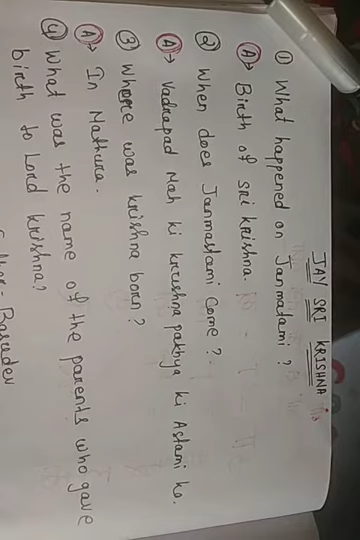 JAY SRI KRISHNA
① What happened on Janmatami?
Ⓐ→ Birth of sri krishna.
② When does Janmastami Come?
Ⓐ→ Vadrapad Mah ki krrishna pakhya ki Astami ko.
③ Where was krishna born?
Ⓐ→ In Mathura.
④ What was the name of the parents who gave
birth to Lord krishna?
- Basudev